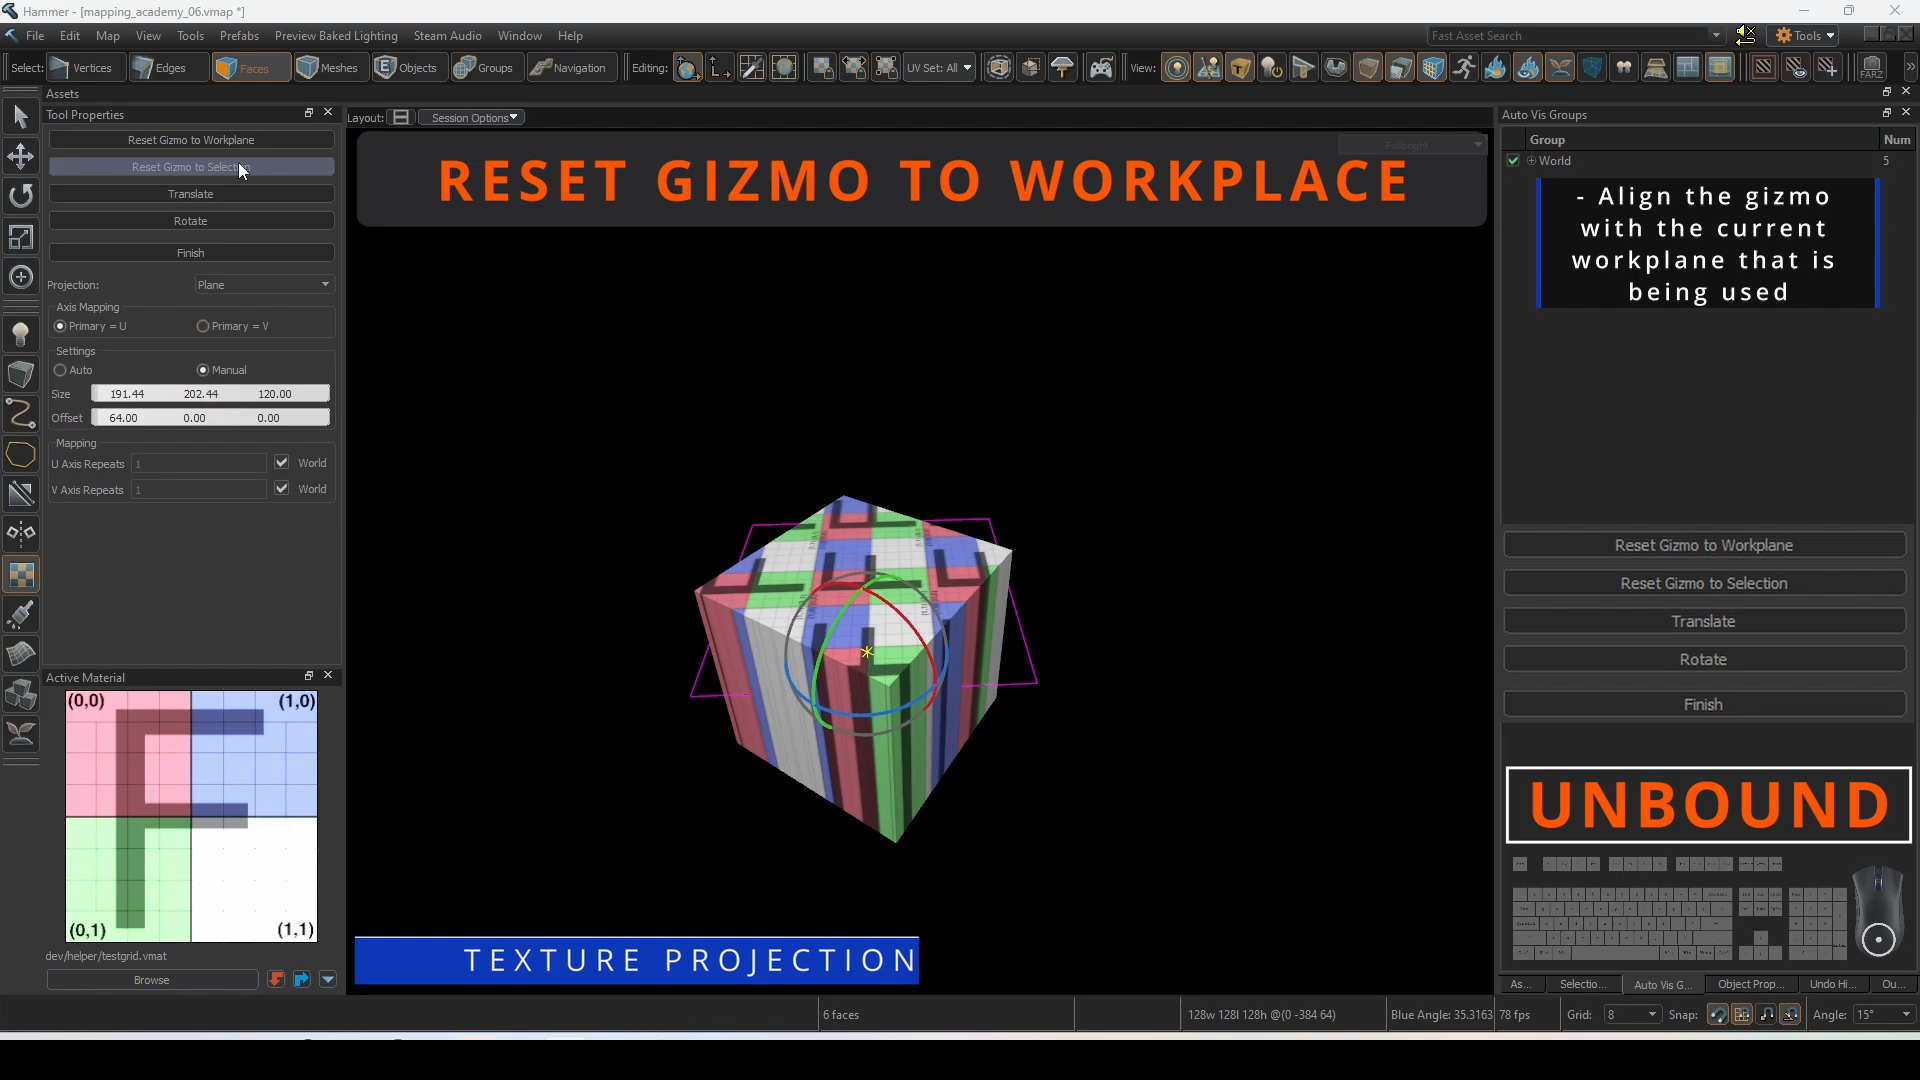 Hammer - [mapping_academy_06.vmap *]
File Edit Map View Tools Prefabs Preview Baked Lighting Steam Audio Window Help
Fast Asset Search
Tools
Select: Vertices Edges Faces Meshes Objects Groups Navigation Editing: UV Set: All View: FARZ
Assets
Tool Properties
Reset Gizmo to Workplane
Reset Gizmo to Selection
Translate
Rotate
Finish
Projection: Plane
Axis Mapping
Primary = U Primary = V
Settings
Auto Manual
Size 191.44 202.44 120.00
Offset 64.00 0.00 0.00
Mapping
U Axis Repeats 1 World
V Axis Repeats 1 World
Active Material
(0,0) (1,0)
(0,1) (1,1)
dev/helper/testgrid.vmat
Browse
Layout: Session Options
Fullbright
RESET GIZMO TO WORKPLACE
TEXTURE PROJECTION
Auto Vis Groups
Group Num
World 5
- Align the gizmo
with the current
workplane that is
being used
Reset Gizmo to Workplane
Reset Gizmo to Selection
Translate
Rotate
Finish
UNBOUND
As... Selectio... Auto Vis G... Object Prop... Undo Hi... Ou...
6 faces
128w 128l 128h @(0 -384 64)
Blue Angle: 35.3163
78 fps
Grid: 8
Snap:
Angle: 15°